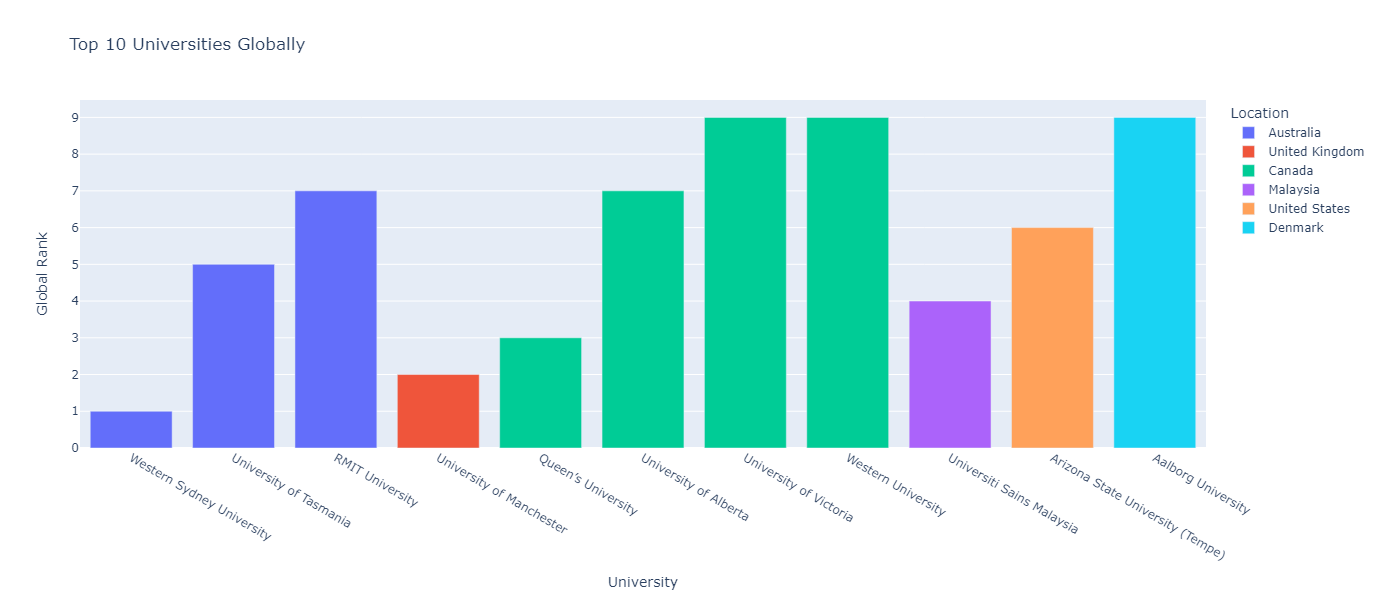 Top 10 Universities Globally
Global Rank
9
8
7
6
5
4
3
2
1
0
Western Sydney University
University of Tasmania
RMIT University
University of Manchester
Queen’s University
University of Alberta
University of Victoria
Western University
Universiti Sains Malaysia
Arizona State University (Tempe)
Aalborg University
University
Location
Australia
United Kingdom
Canada
Malaysia
United States
Denmark